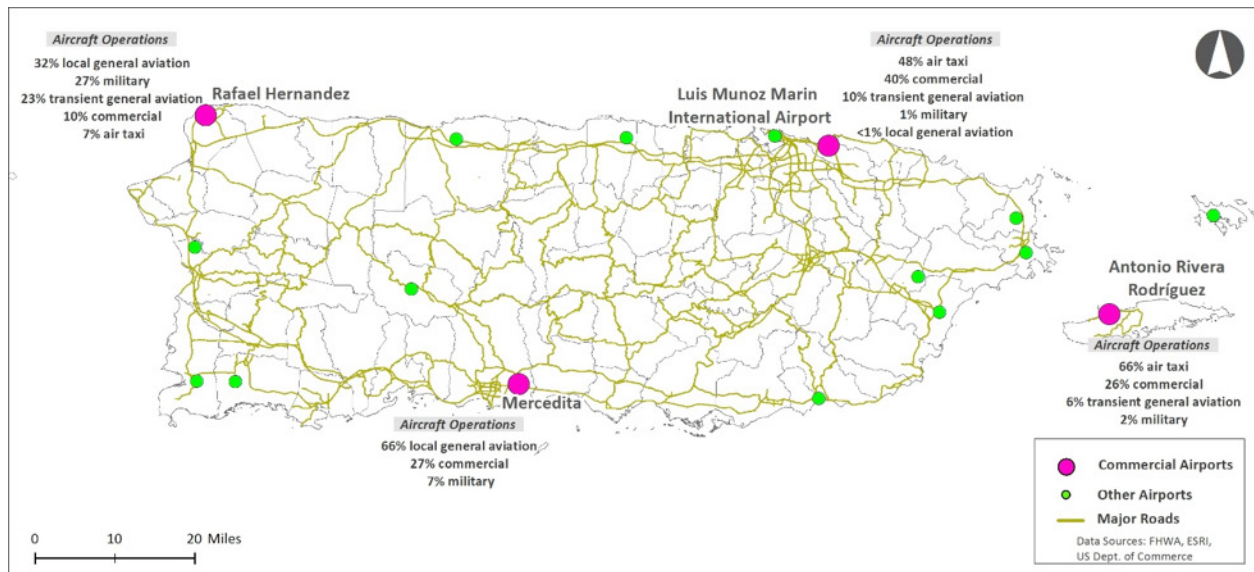 Aircraft Operations
32% local general aviation
27% military
23% transient general aviation
10% commercial
7% air taxi
Rafael Hernandez
Luis Munoz Marin
International Airport
Aircraft Operations
48% air taxi
40% commercial
10% transient general aviation
1% military
<1% local general aviation
Antonio Rivera
Rodríguez
Aircraft Operations
66% air taxi
26% commercial
6% transient general aviation
2% military
Mercedita
Aircraft Operations
66% local general aviation
27% commercial
7% military
Commercial Airports
Other Airports
Major Roads
Data Sources: FHWA, ESRI,
US Dept. of Commerce
0 10 20 Miles